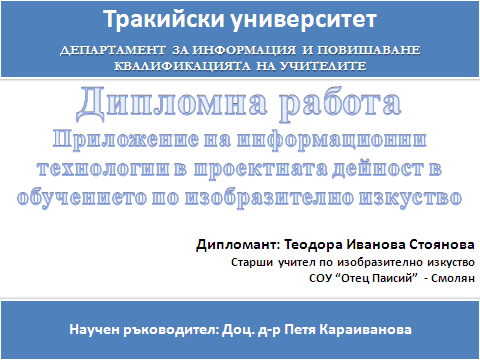 Тракийски университет
ДЕПАРТАМЕНТ ЗА ИНФОРМАЦИЯ И ПОВИШАВАНЕ
КВАЛИФИКАЦИЯТА НА УЧИТЕЛИТЕ
Дипломна работа
Приложение на информационни
технологии в проектната дейност в
обучението по изобразително изкуство
Дипломант: Теодора Иванова Стоянова
Старши учител по изобразително изкуство
СОУ “Отец Паисий” - Смолян
Научен ръководител: Доц. д-р Петя Караиванова